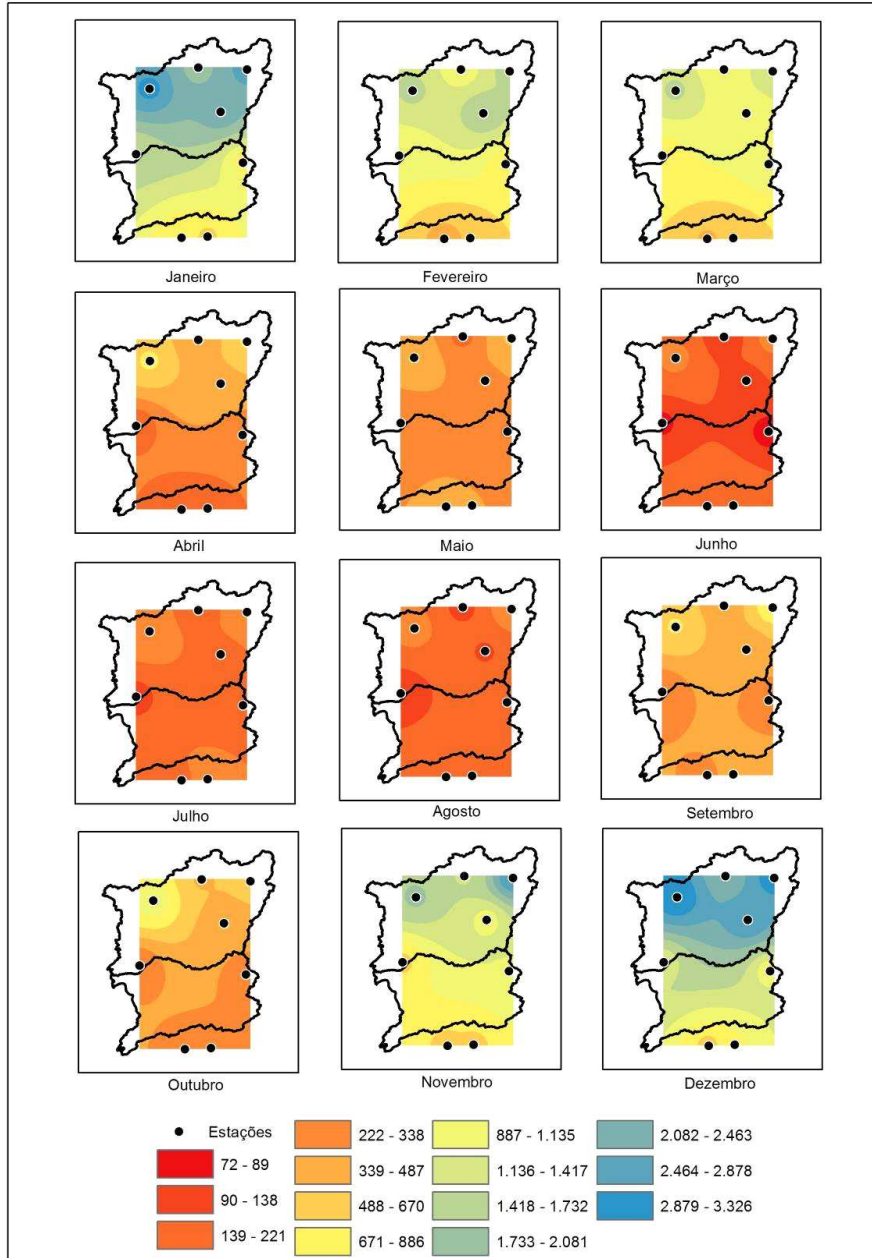 Janeiro
Fevereiro
Março
Abril
Maio
Junho
Julho
Agosto
Setembro
Outubro
Novembro
Dezembro
Estações
72 - 89
90 - 138
139 - 221
222 - 338
339 - 487
488 - 670
671 - 886
887 - 1.135
1.136 - 1.417
1.418 - 1.732
1.733 - 2.081
2.082 - 2.463
2.464 - 2.878
2.879 - 3.326